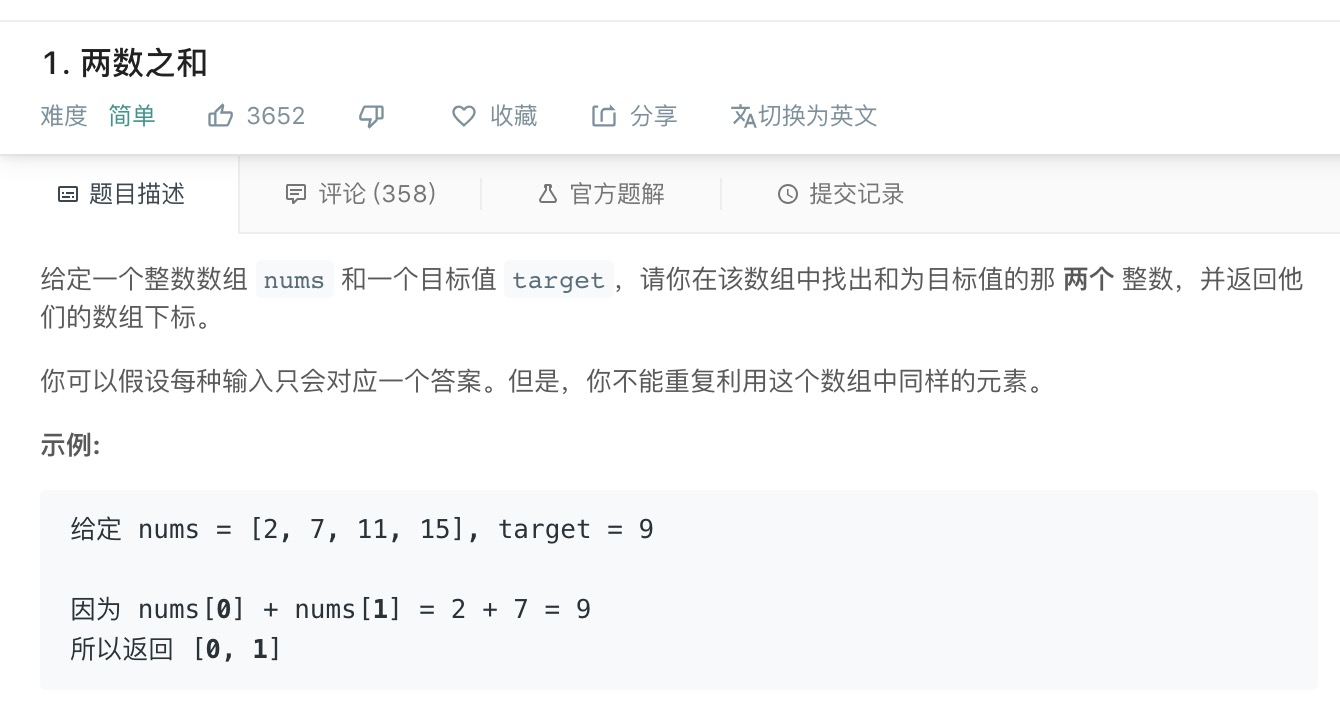 1. 两数之和
难度 简单 3652 收藏 分享 切换为英文
题目描述 评论 (358) 官方题解 提交记录
给定一个整数数组 nums 和一个目标值 target，请你在该数组中找出和为目标值的那 两个 整数，并返回他
们的数组下标。
你可以假设每种输入只会对应一个答案。但是，你不能重复利用这个数组中同样的元素。
示例:
给定 nums = [2, 7, 11, 15], target = 9
因为 nums[0] + nums[1] = 2 + 7 = 9
所以返回 [0, 1]